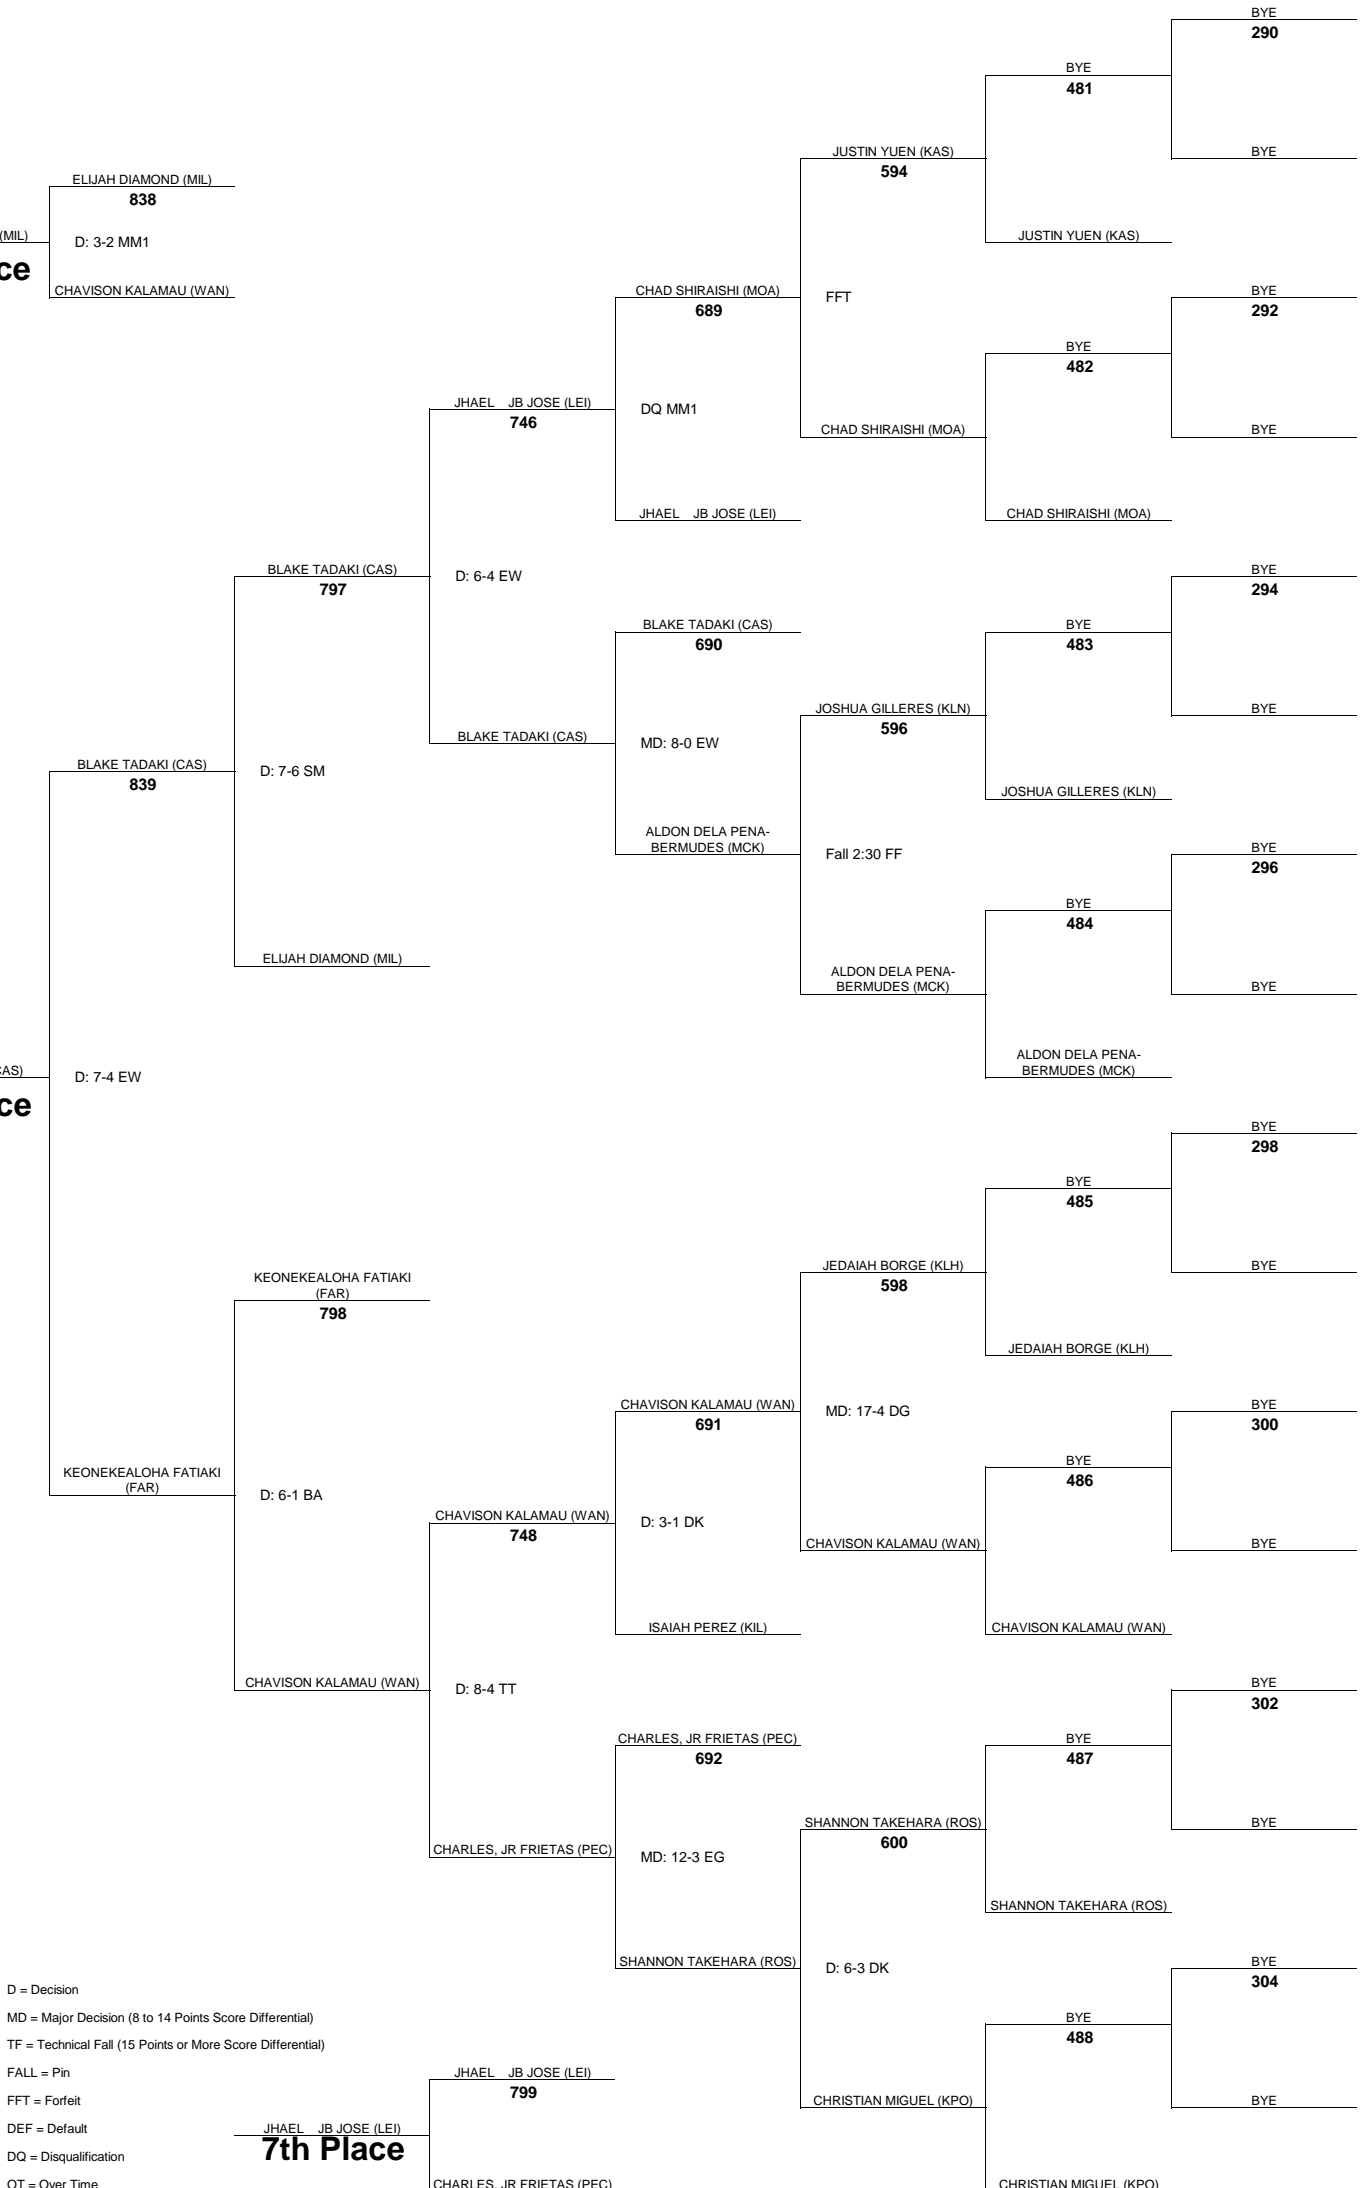 BYE
290
BYE
481
BYE
JUSTIN YUEN (KAS)
594
JUSTIN YUEN (KAS)
ELIJAH DIAMOND (MIL)
838
(MIL)
D: 3-2 MM1
ce
CHAVISON KALAMAU (WAN)
CHAD SHIRAISHI (MOA)
689
FFT
BYE
292
BYE
482
JHAEL JB JOSE (LEI)
746
DQ MM1
CHAD SHIRAISHI (MOA)
BYE
JHAEL JB JOSE (LEI)
CHAD SHIRAISHI (MOA)
BLAKE TADAKI (CAS)
797
D: 6-4 EW
BYE
294
BLAKE TADAKI (CAS)
690
BYE
483
JOSHUA GILLERES (KLN)
596
BYE
BLAKE TADAKI (CAS)
MD: 8-0 EW
BLAKE TADAKI (CAS)
839
D: 7-6 SM
JOSHUA GILLERES (KLN)
ALDON DELA PENA-
BERMUDES (MCK)
Fall 2:30 FF
BYE
296
BYE
484
ELIJAH DIAMOND (MIL)
ALDON DELA PENA-
BERMUDES (MCK)
BYE
ALDON DELA PENA-
BERMUDES (MCK)
CAS)
D: 7-4 EW
ce
BYE
298
BYE
485
KEONEKEALOHA FATIAKI
(FAR)
798
JEDAIAH BORGE (KLH)
598
BYE
JEDAIAH BORGE (KLH)
CHAVISON KALAMAU (WAN)
691
MD: 17-4 DG
BYE
300
KEONEKEALOHA FATIAKI
(FAR)
D: 6-1 BA
BYE
486
CHAVISON KALAMAU (WAN)
748
D: 3-1 DK
CHAVISON KALAMAU (WAN)
BYE
ISAIAH PEREZ (KIL)
CHAVISON KALAMAU (WAN)
CHAVISON KALAMAU (WAN)
D: 8-4 TT
BYE
302
CHARLES, JR FRIETAS (PEC)
692
BYE
487
SHANNON TAKEHARA (ROS)
600
BYE
CHARLES, JR FRIETAS (PEC)
MD: 12-3 EG
SHANNON TAKEHARA (ROS)
SHANNON TAKEHARA (ROS)
D: 6-3 DK
BYE
304
D = Decision
MD = Major Decision (8 to 14 Points Score Differential)
BYE
488
TF = Technical Fall (15 Points or More Score Differential)
FALL = Pin
JHAEL JB JOSE (LEI)
799
FFT = Forfeit
CHRISTIAN MIGUEL (KPO)
BYE
DEF = Default
JHAEL JB JOSE (LEI)
7th Place
DQ = Disqualification
OT = Over Time
CHARLES, JR FRIETAS (PEC)
CHRISTIAN MIGUEL (KPO)